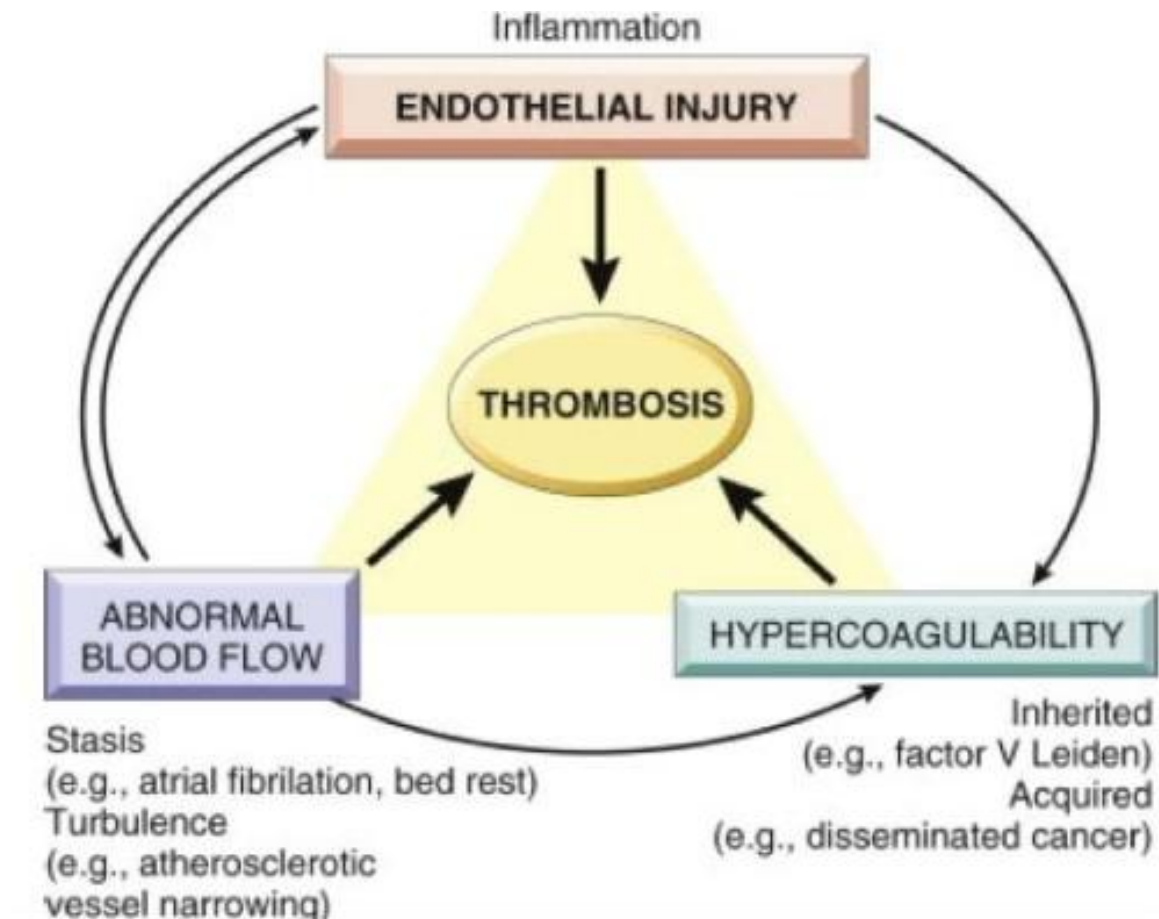 Inflammation
ENDOTHELIAL INJURY
THROMBOSIS
ABNORMAL
BLOOD FLOW
Stasis
(e.g., atrial fibrilation, bed rest)
Turbulence
(e.g., atherosclerotic
vessel narrowing)
HYPERCOAGULABILITY
Inherited
(e.g., factor V Leiden)
Acquired
(e.g., disseminated cancer)